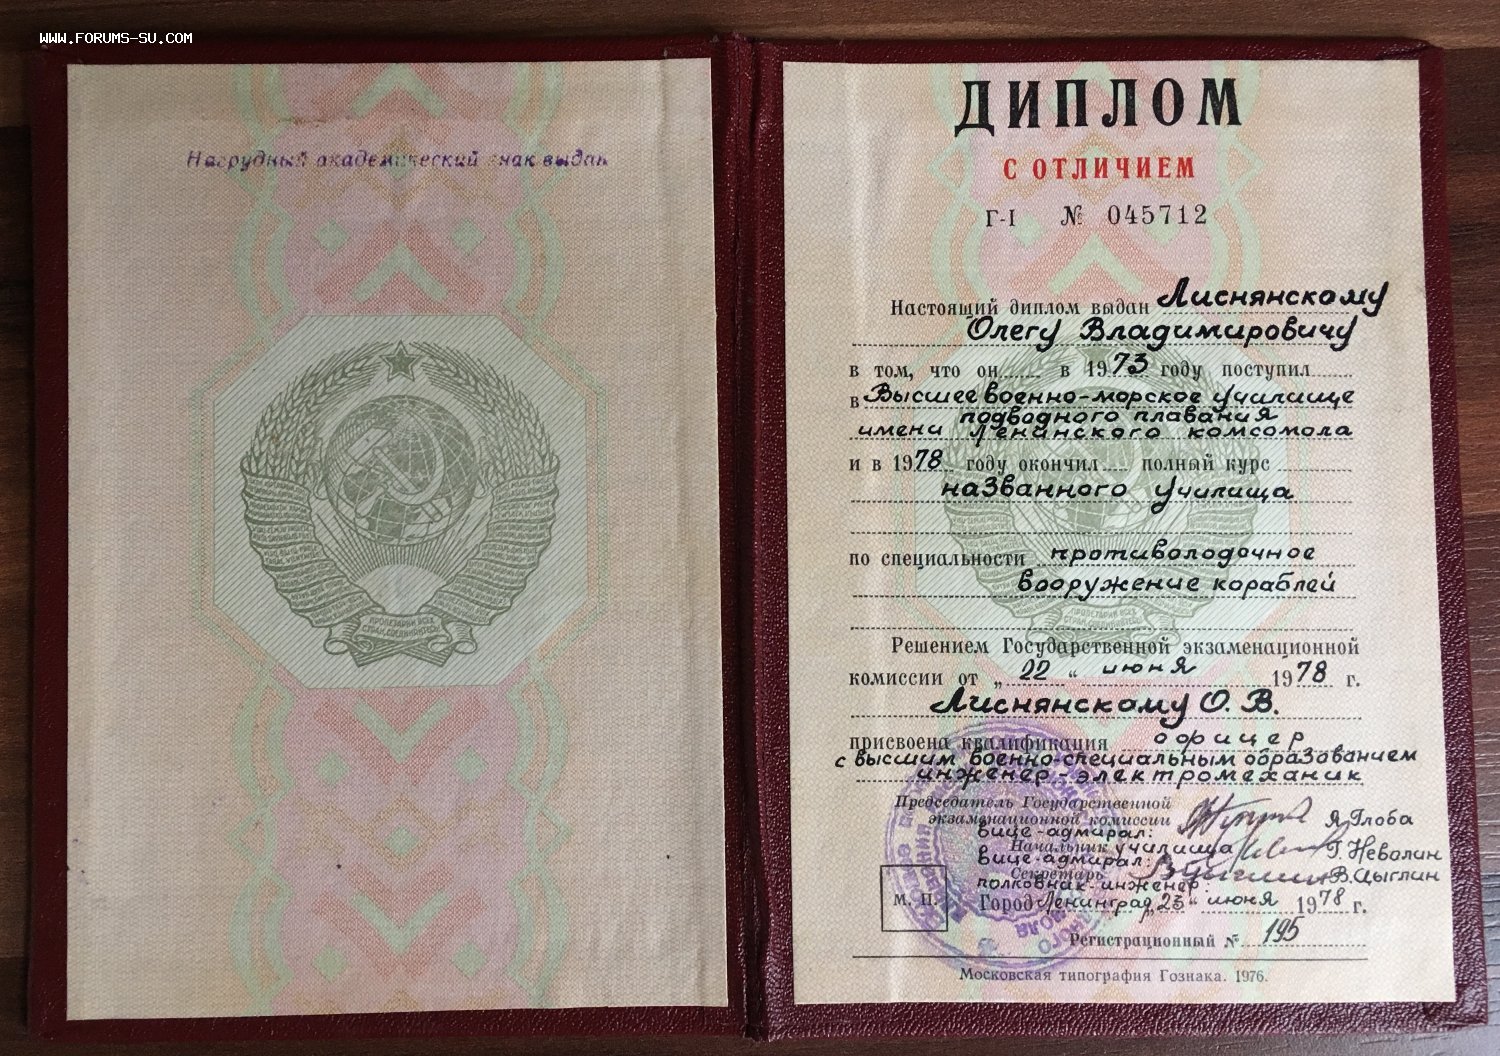 WWW.FORUMS-SU.COM
Нагрудный академический знак выдан
ПРОЛЕТАРИИ ВСЕХ
СТРАН, СОЕДИНЯЙТЕСЬ!
ДИПЛОМ
С ОТЛИЧИЕМ
Г-I № 045712
Настоящий диплом выдан Лиснянскому
Олегу Владимировичу
в том, что он в 1973 году поступил
в Высшее военно-морское училище
подводного плавания
имени Ленинского комсомола
и в 1978 году окончил полный курс
названного училища
по специальности противолодочное
вооружение кораблей
Решением Государственной экзаменационной
комиссии от „22“ июня 1978 г.
Лиснянскому О. В.
присвоена квалификация офицер
с высшим военно-специальным образованием
инженер-электромеханик
Председатель Государственной
экзаменационной комиссии
вице-адмирал: Я. Глоба
Начальник училища
вице-адмирал: Г. Неволин
Секретарь
полковник-инженер: В. Цыглин
М. П.
Город Ленинград „23“ июня 1978 г.
Регистрационный № 195
Московская типография Гознака. 1976.